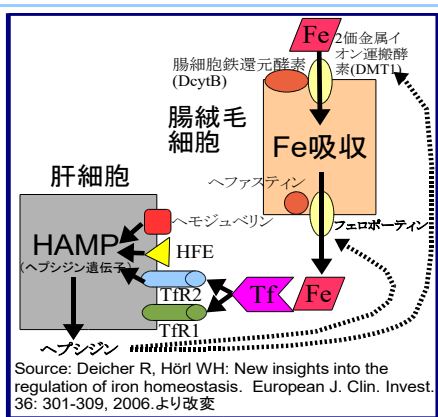 Fe
2価金属イ
オン運搬酵
素(DMT1)
腸細胞鉄還元酵素
(DcytB)
腸絨毛
細胞
Fe吸収
肝細胞
ヘファスティン
フェロポーティン
ヘモジュベリン
HAMP
(ヘプシジン遺伝子)
HFE
TfR2
Tf
Fe
TfR1
ヘプシジン
Source: Deicher R, Hörl WH: New insights into the
regulation of iron homeostasis. European J. Clin. Invest.
36: 301-309, 2006.より改変